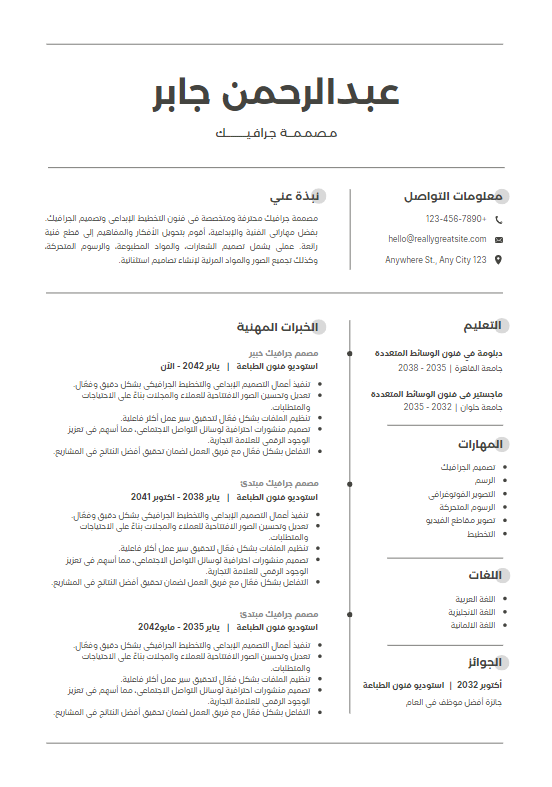 عبدالرحمن جابر
مصممـة جرافيـــــك
معلومات التواصل
123-456-7890+
hello@reallygreatsite.com
Anywhere St., Any City 123
نبذة عني
مصممة جرافيك محترفة ومتخصصة في فنون التخطيط الإبداعي وتصميم الجرافيك.
بفضل مهاراتي الفنية والإبداعية، أقوم بتحويل الأفكار والمفاهيم إلى قطع فنية
رائعة. عملي يشمل تصميم الشعارات، والمواد المطبوعة، والرسوم المتحركة،
وكذلك تجميع الصور والمواد المرئية لإنشاء تصاميم استثنائية.
التعليم
دبلومة في فنون الوسائط المتعددة
جامعة القاهرة | 2035 - 2038
ماجستير في فنون الوسائط المتعددة
جامعة حلوان | 2032 - 2035
المهارات
تصميم الجرافيك
الرسم
التصوير الفوتوغرافي
الرسوم المتحركة
تصوير مقاطع الفيديو
التخطيط
اللغات
اللغة العربية
اللغة الانجليزية
اللغة الالمانية
الجوائز
أكتوبر 2032 | استوديو فنون الطباعة
جائزة أفضل موظف في العام
الخبرات المهنية
مصمم جرافيك خبير
استوديو فنون الطباعة | يناير 2042 - الآن
تنفيذ أعمال التصميم الإبداعي والتخطيط الجرافيكي بشكل دقيق وفعّال.
تعديل وتحسين الصور الافتتاحية للعملاء والمجلات بناءً على الاحتياجات
والمتطلبات.
تنظيم الملفات بشكل فعّال لتحقيق سير عمل أكثر فاعلية.
تصميم منشورات احترافية لوسائل التواصل الاجتماعي، مما أسهم في تعزيز
الوجود الرقمي للعلامة التجارية.
التفاعل بشكل فعّال مع فريق العمل لضمان تحقيق أفضل النتائج في المشاريع.
مصمم جرافيك مبتدئ
استوديو فنون الطباعة | يناير 2038 - اكتوبر 2041
تنفيذ أعمال التصميم الإبداعي والتخطيط الجرافيكي بشكل دقيق وفعّال.
تعديل وتحسين الصور الافتتاحية للعملاء والمجلات بناءً على الاحتياجات
والمتطلبات.
تنظيم الملفات بشكل فعّال لتحقيق سير عمل أكثر فاعلية.
تصميم منشورات احترافية لوسائل التواصل الاجتماعي، مما أسهم في تعزيز
الوجود الرقمي للعلامة التجارية.
التفاعل بشكل فعّال مع فريق العمل لضمان تحقيق أفضل النتائج في المشاريع.
مصمم جرافيك مبتدئ
استوديو فنون الطباعة | يناير 2035 - مايو2042
تنفيذ أعمال التصميم الإبداعي والتخطيط الجرافيكي بشكل دقيق وفعّال.
تعديل وتحسين الصور الافتتاحية للعملاء والمجلات بناءً على الاحتياجات
والمتطلبات.
تنظيم الملفات بشكل فعّال لتحقيق سير عمل أكثر فاعلية.
تصميم منشورات احترافية لوسائل التواصل الاجتماعي، مما أسهم في تعزيز
الوجود الرقمي للعلامة التجارية.
التفاعل بشكل فعّال مع فريق العمل لضمان تحقيق أفضل النتائج في المشاريع.